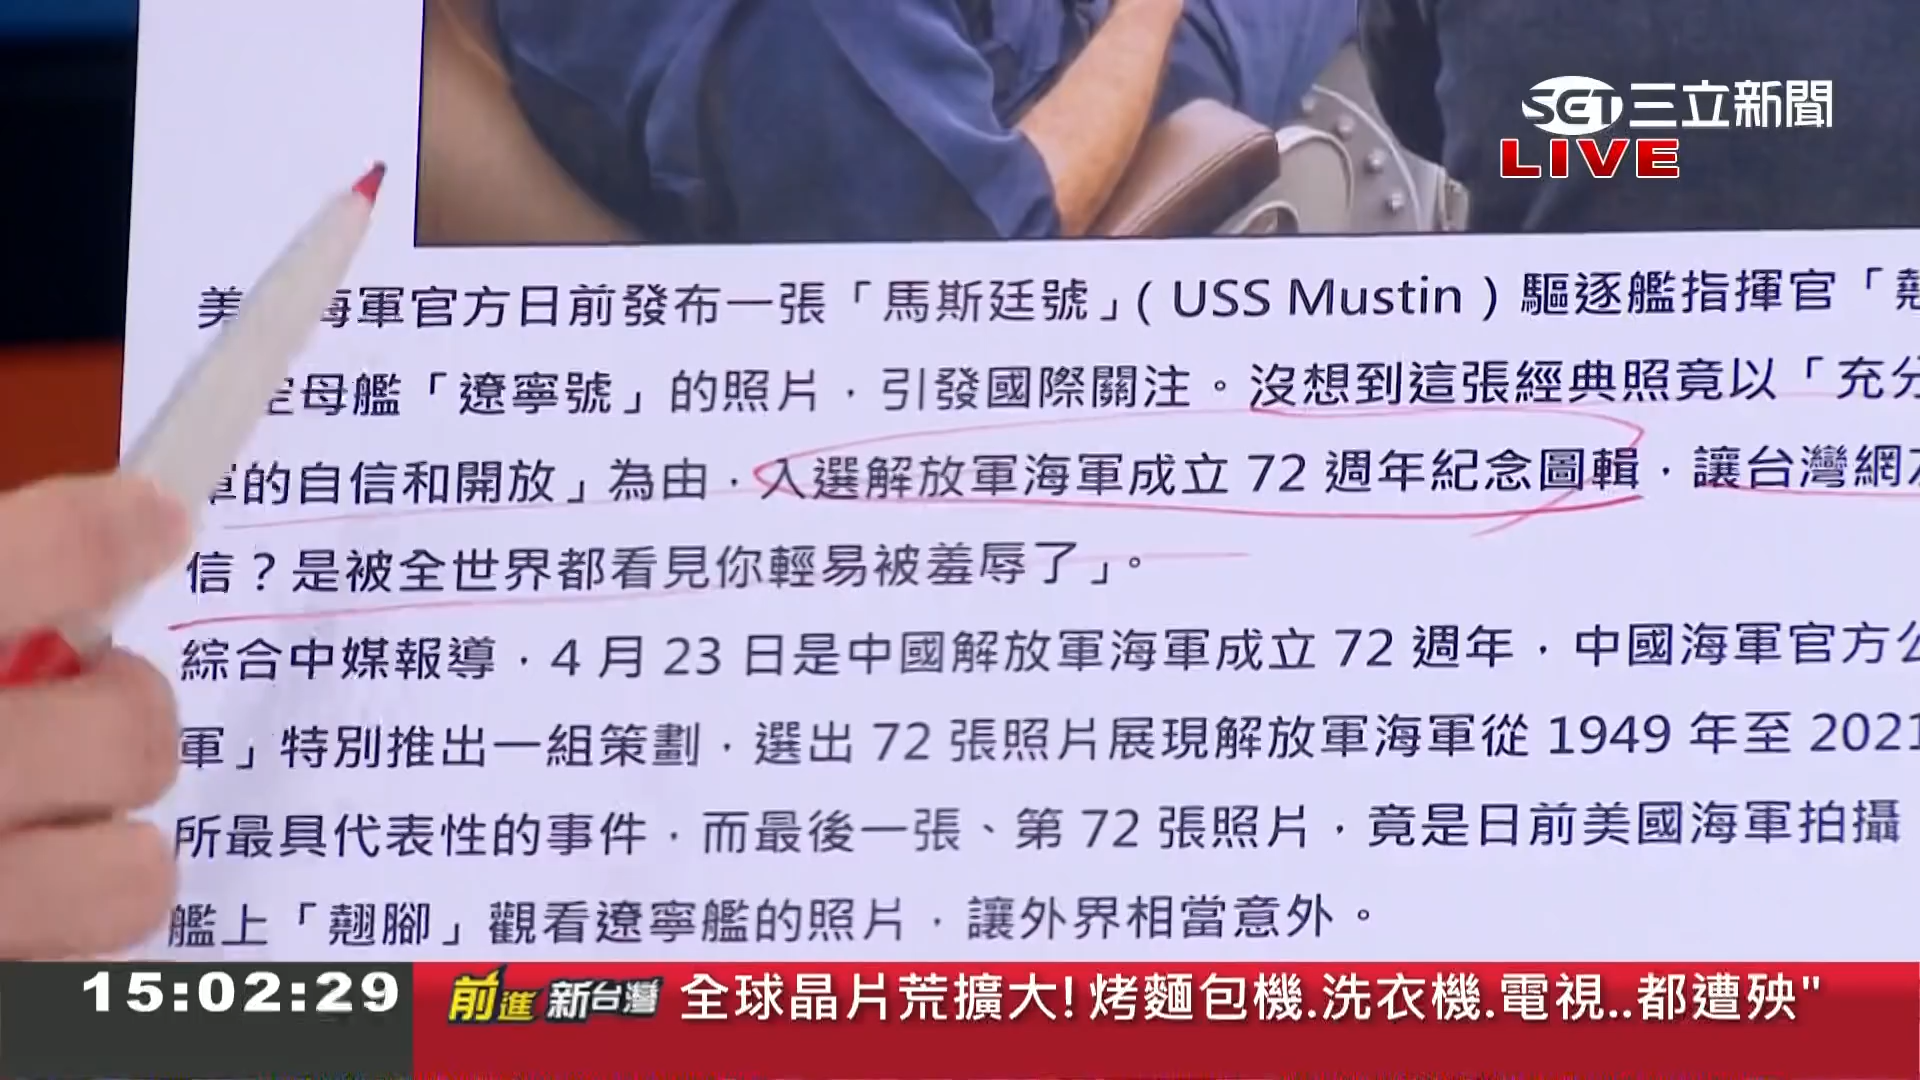 SET三立新聞
LIVE
美 海軍官方日前發布一張「馬斯廷號」( USS Mustin ) 驅逐艦指揮官「翹
母艦「遼寧號」的照片，引發國際關注。沒想到這張經典照竟以「充分
軍的自信和開放」為由，入選解放軍海軍成立 72 週年紀念圖輯，讓台灣網
信？是被全世界都看見你輕易被羞辱了」。
綜合中媒報導，4 月 23 日是中國解放軍海軍成立 72 週年，中國海軍官方公
軍」特別推出一組策劃，選出 72 張照片展現解放軍海軍從 1949 年至 2021
所最具代表性的事件，而最後一張、第 72 張照片，竟是日前美國海軍拍攝
艦上「翹腳」觀看遼寧艦的照片，讓外界相當意外。
15:02:29
前進新台灣
全球晶片荒擴大!烤麵包機.洗衣機.電視..都遭殃"